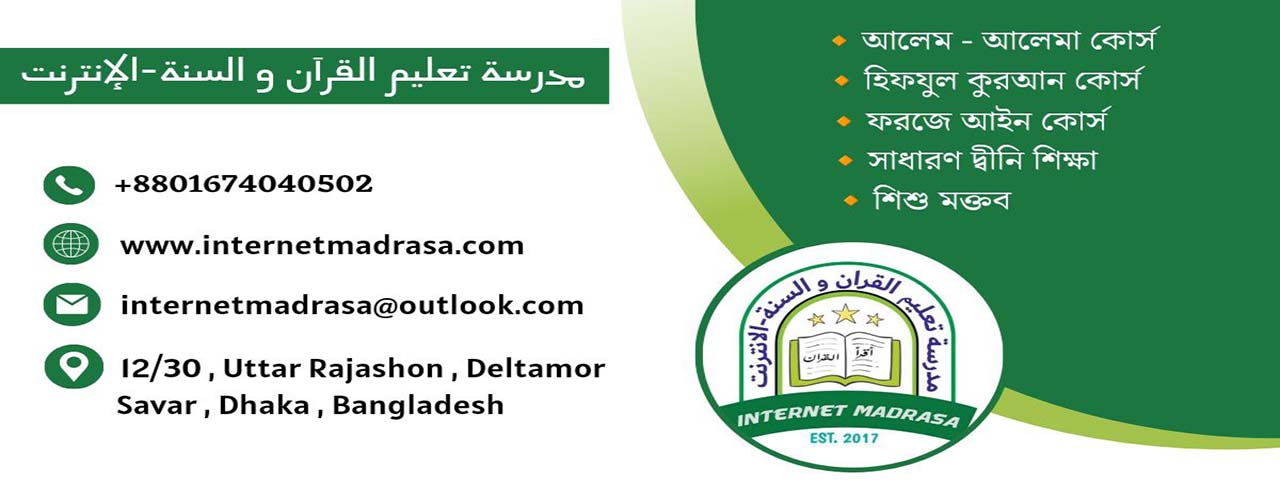 مدرسة تعليم القرآن و السنة-الإنترنت
+8801674040502
www.internetmadrasa.com
internetmadrasa@outlook.com
12/30 , Uttar Rajashon , Deltamor
Savar , Dhaka , Bangladesh
আলেম - আলেমা কোর্স
হিফযুল কুরআন কোর্স
ফরজে আইন কোর্স
সাধারণ দ্বীনি শিক্ষা
শিশু মক্তব
مدرسة تعليم القران و السنة-الانترنت
اقرأ القران
INTERNET MADRASA
EST. 2017